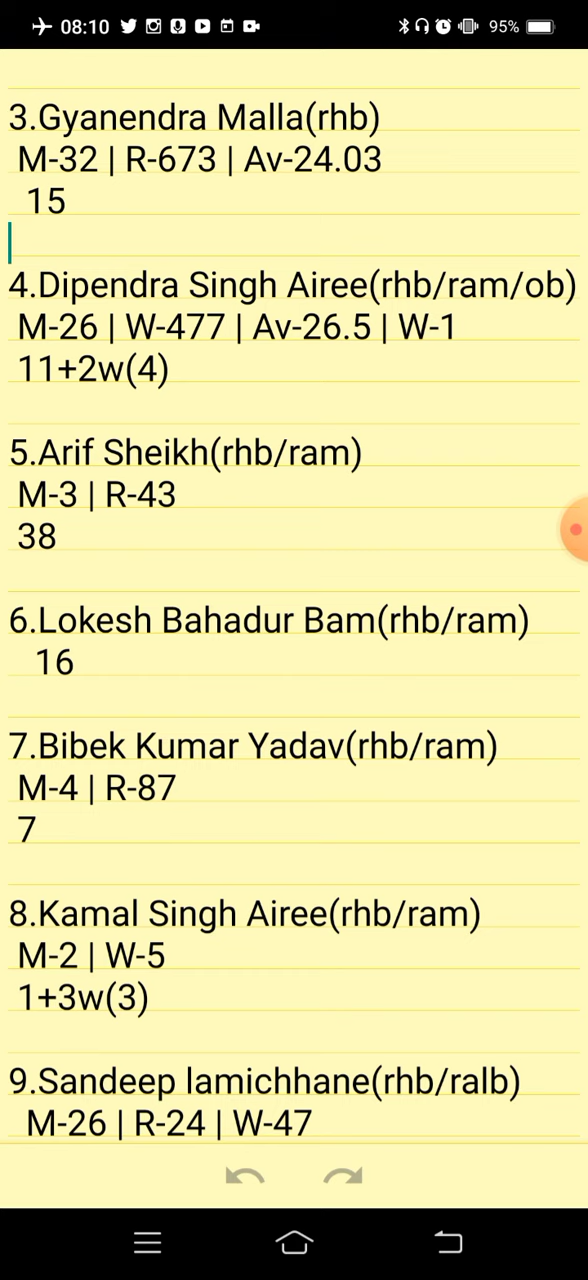 08:10 95%
3.Gyanendra Malla(rhb)
M-32 | R-673 | Av-24.03
15
4.Dipendra Singh Airee(rhb/ram/ob)
M-26 | W-477 | Av-26.5 | W-1
11+2w(4)
5.Arif Sheikh(rhb/ram)
M-3 | R-43
38
6.Lokesh Bahadur Bam(rhb/ram)
16
7.Bibek Kumar Yadav(rhb/ram)
M-4 | R-87
7
8.Kamal Singh Airee(rhb/ram)
M-2 | W-5
1+3w(3)
9.Sandeep lamichhane(rhb/ralb)
M-26 | R-24 | W-47